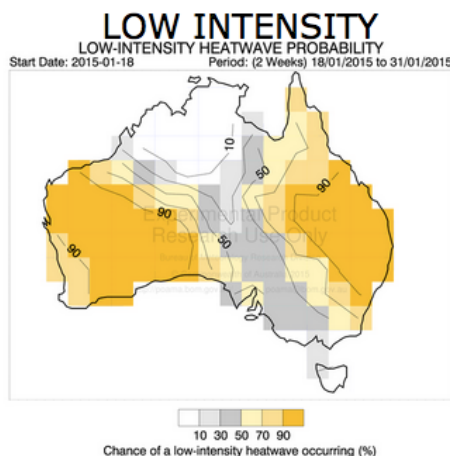 LOW INTENSITY
LOW-INTENSITY HEATWAVE PROBABILITY
Start Date: 2015-01-18 Period: (2 Weeks) 18/01/2015 to 31/01/2015
10
50
90
90
50
90
Experimental Product
Research Use Only
10 30 50 70 90
Chance of a low-intensity heatwave occurring (%)